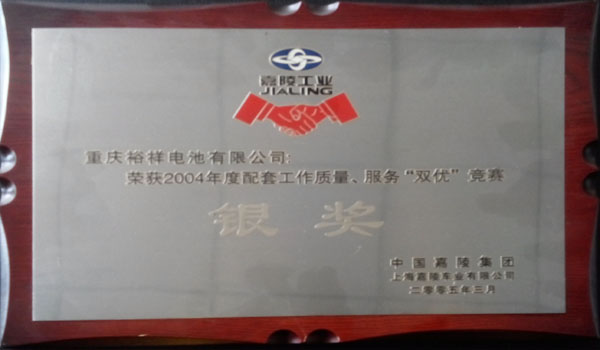 嘉陵工业
JIALING
重庆裕祥电池有限公司:
荣获2004年度配套工作质量、服务“双优”竞赛
银奖
中国嘉陵集团
上海嘉陵车业有限公司
二零零五年三月